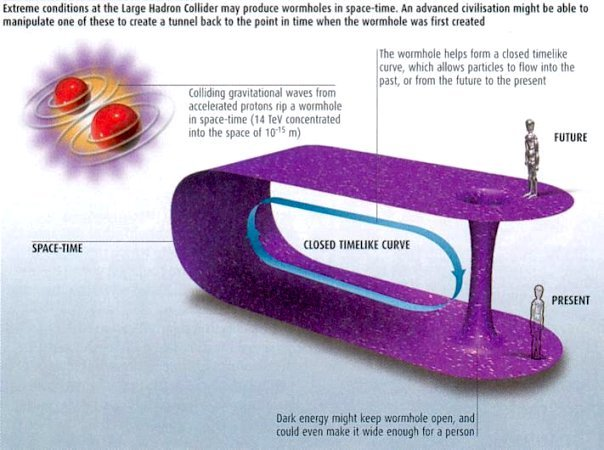 Extreme conditions at the Large Hadron Collider may produce wormholes in space-time. An advanced civilisation might be able to
manipulate one of these to create a tunnel back to the point in time when the wormhole was first created
The wormhole helps form a closed timelike
curve, which allows particles to flow into the
past, or from the future to the present
Colliding gravitational waves from
accelerated protons rip a wormhole
in space-time (14 TeV concentrated
into the space of 10⁻¹⁵ m)
FUTURE
SPACE-TIME
CLOSED TIMELIKE CURVE
PRESENT
Dark energy might keep wormhole open, and
could even make it wide enough for a person